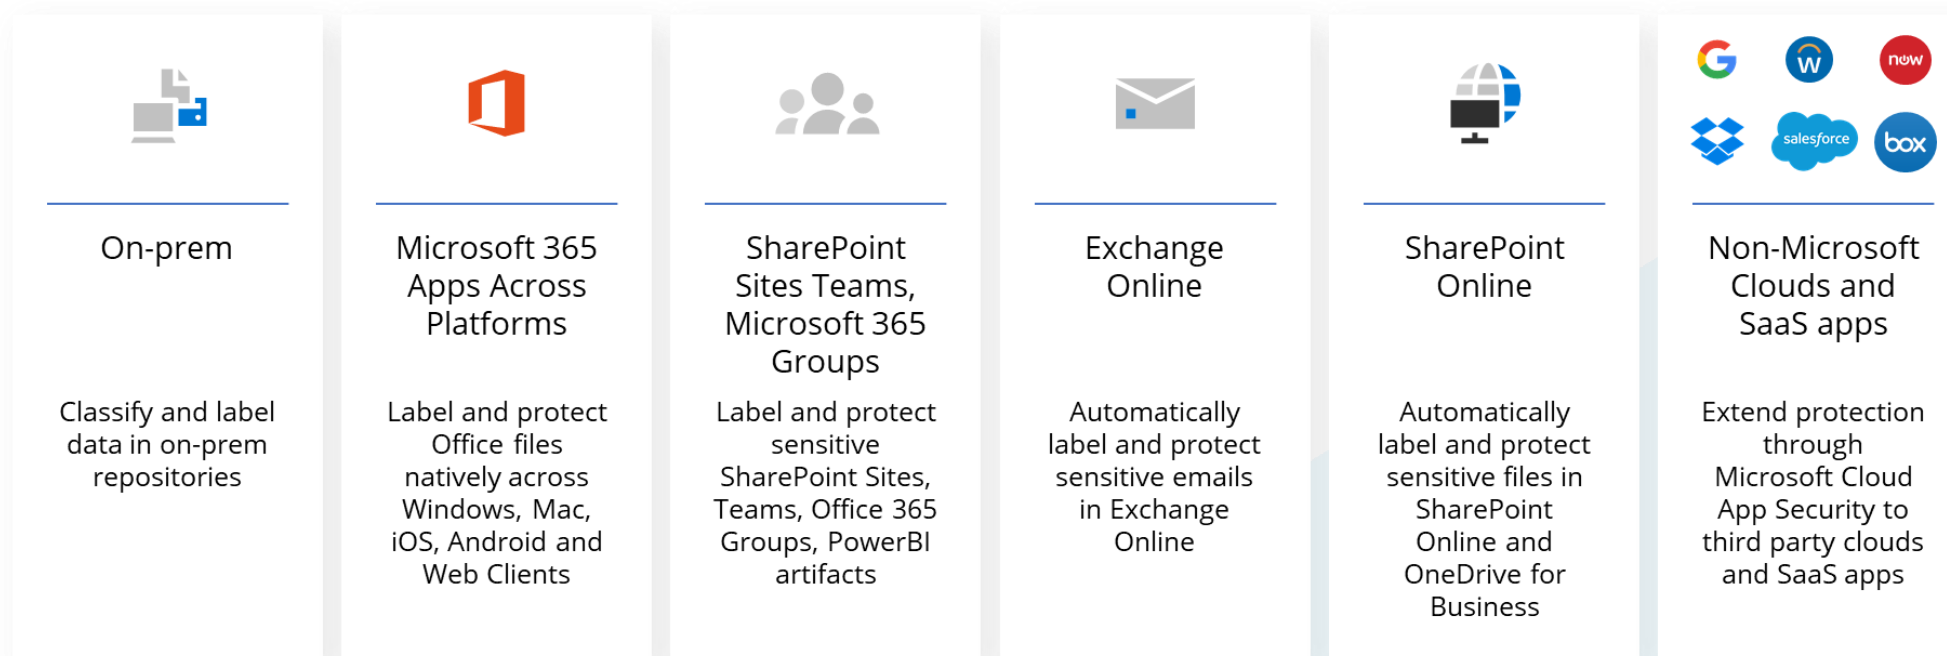 now
salesforce
box
On-prem
Classify and label
data in on-prem
repositories
Microsoft 365
Apps Across
Platforms
Label and protect
Office files
natively across
Windows, Mac,
iOS, Android and
Web Clients
SharePoint
Sites Teams,
Microsoft 365
Groups
Label and protect
sensitive
SharePoint Sites,
Teams, Office 365
Groups, PowerBI
artifacts
Exchange
Online
Automatically
label and protect
sensitive emails
in Exchange
Online
SharePoint
Online
Automatically
label and protect
sensitive files in
SharePoint
Online and
OneDrive for
Business
Non-Microsoft
Clouds and
SaaS apps
Extend protection
through
Microsoft Cloud
App Security to
third party clouds
and SaaS apps